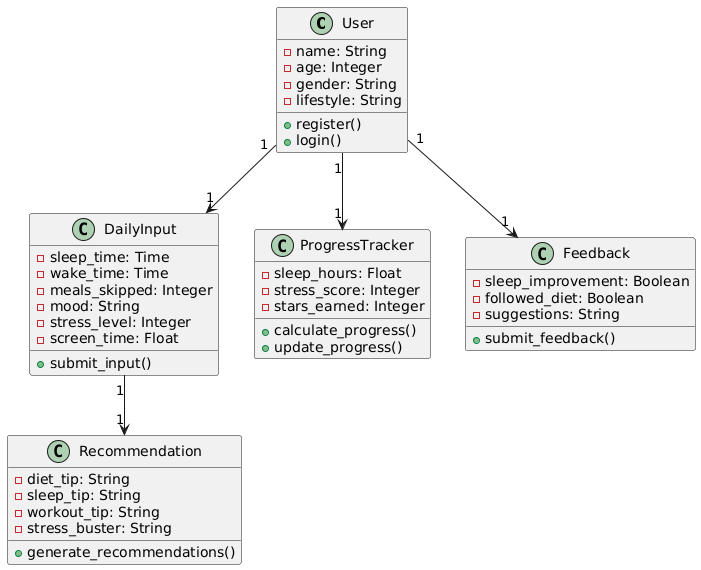 C User
name: String
age: Integer
gender: String
lifestyle: String
register()
login()
1
1
1
1
1
1
C DailyInput
sleep_time: Time
wake_time: Time
meals_skipped: Integer
mood: String
stress_level: Integer
screen_time: Float
submit_input()
C ProgressTracker
sleep_hours: Float
stress_score: Integer
stars_earned: Integer
calculate_progress()
update_progress()
C Feedback
sleep_improvement: Boolean
followed_diet: Boolean
suggestions: String
submit_feedback()
1
1
C Recommendation
diet_tip: String
sleep_tip: String
workout_tip: String
stress_buster: String
generate_recommendations()